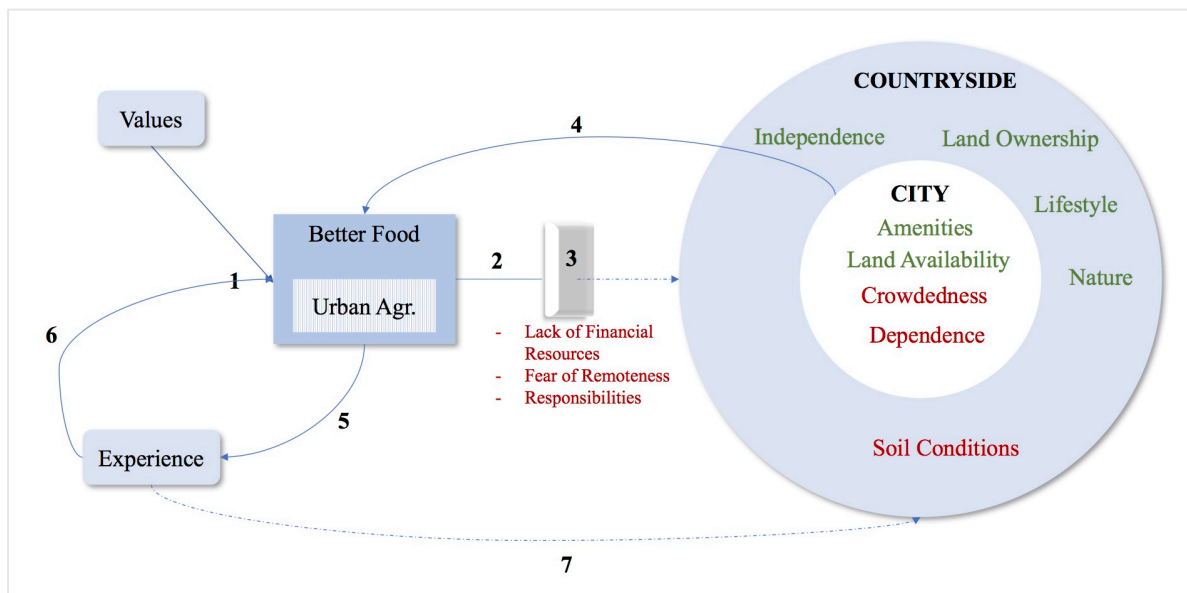 COUNTRYSIDE
Values
4
Independence
Land Ownership
CITY
Amenities
Land Availability
Crowdedness
Dependence
Lifestyle
Nature
Better Food
Urban Agr.
1
2
3
- Lack of Financial
Resources
- Fear of Remoteness
- Responsibilities
6
5
Experience
Soil Conditions
7